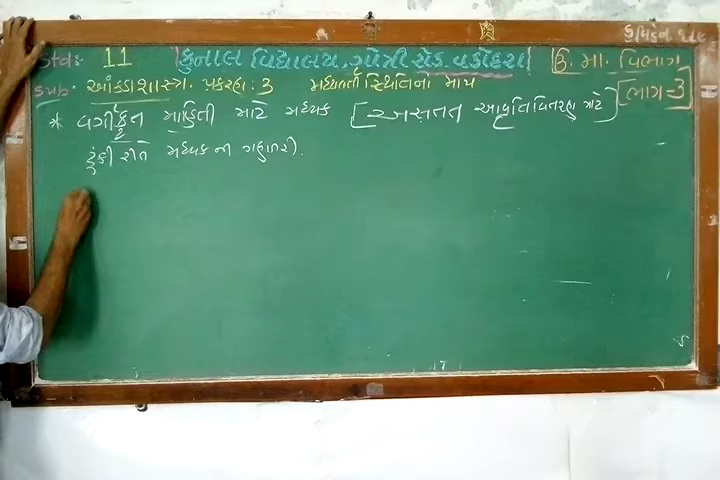 Std: 11 કુનાલ વિદ્યાલય, ગોત્રી રોડ, વડોદરા ઉ. મા. વિભાગ
Sub: આંકડાશાસ્ત્ર. પ્રકરણ: 3 મધ્યવર્તી સ્થિતિનાં માપ ભાગ-3
* વર્ગીકૃત માહિતી માટે મધ્યક [અસતત આવૃત્તિવિતરણ માટે]
ટૂંકી રીતે મધ્યક ની ગણતરી.